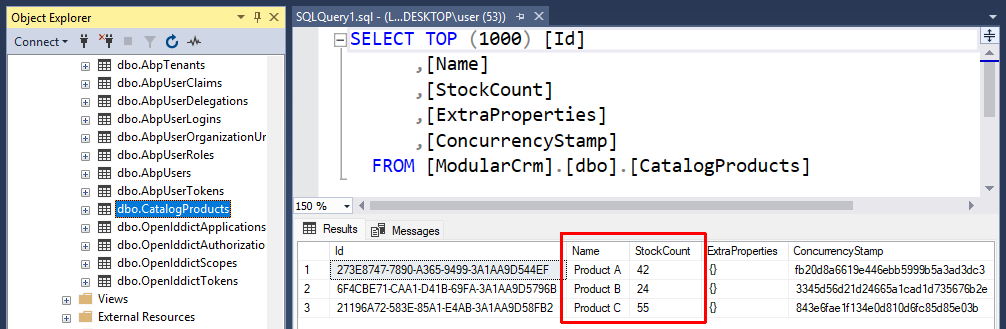 Object Explorer
Connect
dbo.AbpTenants
dbo.AbpUserClaims
dbo.AbpUserDelegations
dbo.AbpUserLogins
dbo.AbpUserOrganizationUn
dbo.AbpUserRoles
dbo.AbpUsers
dbo.AbpUserTokens
dbo.CatalogProducts
dbo.OpenIddictApplications
dbo.OpenIddictAuthorizatio
dbo.OpenIddictScopes
dbo.OpenIddictTokens
Views
External Resources
SQLQuery1.sql - (L...DESKTOP\user (53))
SELECT TOP (1000) [Id]
,[Name]
,[StockCount]
,[ExtraProperties]
,[ConcurrencyStamp]
FROM [ModularCrm].[dbo].[CatalogProducts]
150 %
Results Messages
Id Name StockCount ExtraProperties ConcurrencyStamp
1 273E8747-7890-A365-9499-3A1AA9D544EF Product A 42 {} fb20d8a6619e446ebb5999b5a3ad3dc3
2 6F4CBE71-CAA1-D41B-69FA-3A1AA9D5796B Product B 24 {} 3345d56d21d24665a1cad1d735676b2e
3 21196A72-583E-85A1-E4AB-3A1AA9D58FB2 Product C 55 {} 843e6fae1f134e0d810d6fc85d85e03b